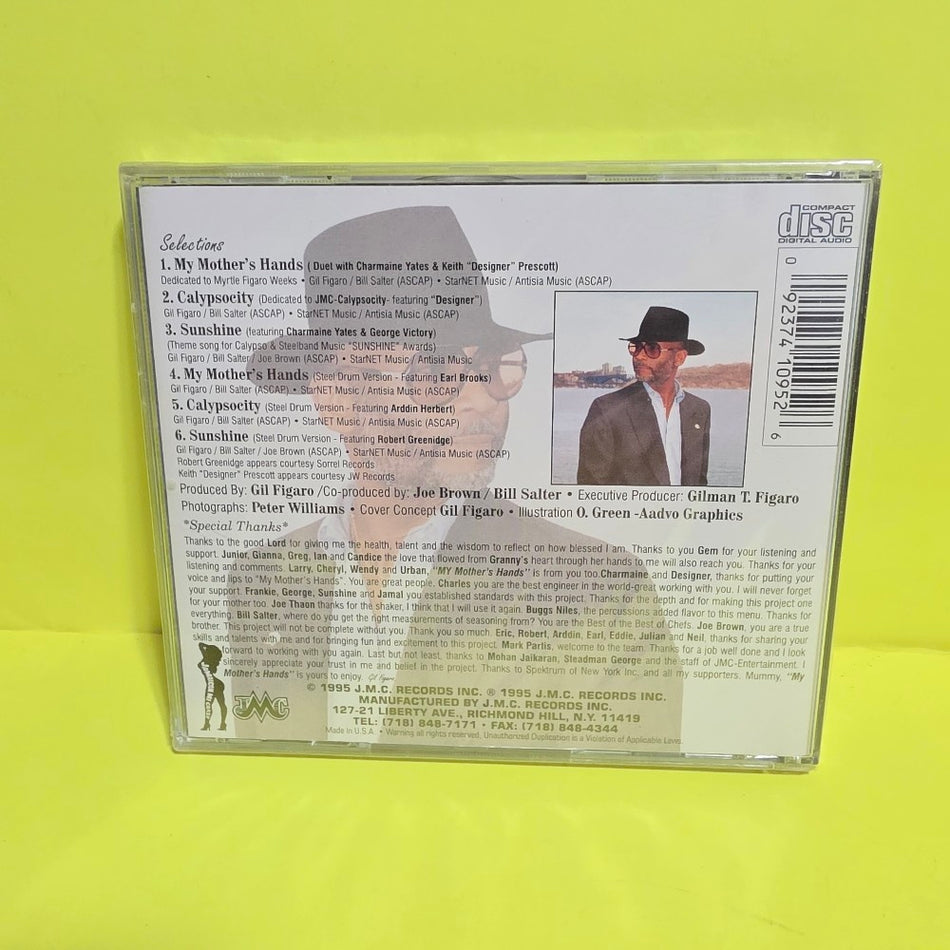 COMPACT
disc
DIGITAL AUDIO
Selections
1. My Mother's Hands ( Duet with Charmaine Yates & Keith "Designer" Prescott)
Dedicated to Myrtle Figaro Weeks • Gil Figaro / Bill Salter (ASCAP) • StarNET Music / Antisia Music (ASCAP)
2. Calypsocity (Dedicated to JMC-Calypsocity- featuring "Designer")
Gil Figaro / Bill Salter (ASCAP) • StarNET Music / Antisia Music (ASCAP)
3. Sunshine (featuring Charmaine Yates & George Victory)
(Theme song for Calypso & Steelband Music "SUNSHINE" Awards)
Gil Figaro / Bill Salter / Joe Brown (ASCAP) • StarNET Music / Antisia Music
4. My Mother's Hands (Steel Drum Version - Featuring Earl Brooks)
Gil Figaro / Bill Salter (ASCAP) • StarNET Music / Antisia Music (ASCAP)
5. Calypsocity (Steel Drum Version - Featuring Arddin Herbert)
Gil Figaro / Bill Salter (ASCAP) • StarNET Music / Antisia Music (ASCAP)
6. Sunshine (Steel Drum Version - Featuring Robert Greenidge)
Gil Figaro / Bill Salter / Joe Brown (ASCAP) • StarNET Music / Antisia Music (ASCAP)
Robert Greenidge appears courtesy Sorrel Records
Keith "Designer" Prescott appears courtesy JW Records
0 92374 10952 6
Produced By: Gil Figaro /Co-produced by: Joe Brown / Bill Salter • Executive Producer: Gilman T. Figaro
Photographs: Peter Williams • Cover Concept Gil Figaro • Illustration O. Green -Aadvo Graphics
*Special Thanks*
Thanks to the good Lord for giving me the health, talent and the wisdom to reflect on how blessed I am. Thanks to you Gem for your listening and
support. Junior, Gianna, Greg, Ian and Candice the love that flowed from Granny's heart through her hands to me will also reach you. Thanks for your
listening and comments. Larry, Cheryl, Wendy and Urban, "MY Mother's Hands" is from you too. Charmaine and Designer, thanks for putting your
voice and lips to "My Mother's Hands". You are great people. Charles you are the best engineer in the world-great working with you. I will never forget
your support. Frankie, George, Sunshine and Jamal you established standards with this project. Thanks for the depth and for making this project one
for your mother too. Joe Thaon thanks for the shaker, I think that I will use it again. Buggs Niles, the percussions added flavor to this menu. Thanks for
everything. Bill Salter, where do you get the right measurements of seasoning from? You are the Best of the Best of Chefs. Joe Brown, you are a true
brother. This project will not be complete without you. Thank you so much. Eric, Robert, Arddin, Earl, Eddie, Julian and Neil, thanks for sharing your
skills and talents with me and for bringing fun and excitement to this project. Mark Parlis, welcome to the team. Thanks for a job well done and I look
forward to working with you again. Last but not least, thanks to Mohan Jaikaran, Steadman George and the staff of JMC-Entertainment. I
sincerely appreciate your trust in me and belief in the project. Thanks to Spektrum of New York Inc. and all my supporters. Mummy, "My
Mother's Hands" is yours to enjoy. Gil Figaro
JMC
© 1995 J.M.C. RECORDS INC. ® 1995 J.M.C. RECORDS INC.
MANUFACTURED BY J.M.C. RECORDS INC.
127-21 LIBERTY AVE., RICHMOND HILL, N.Y. 11419
TEL: (718) 848-7171 • FAX: (718) 848-4344
Made in U.S.A. • Warning all rights reserved, Unauthorized Duplication is a Violation of Applicable Laws.